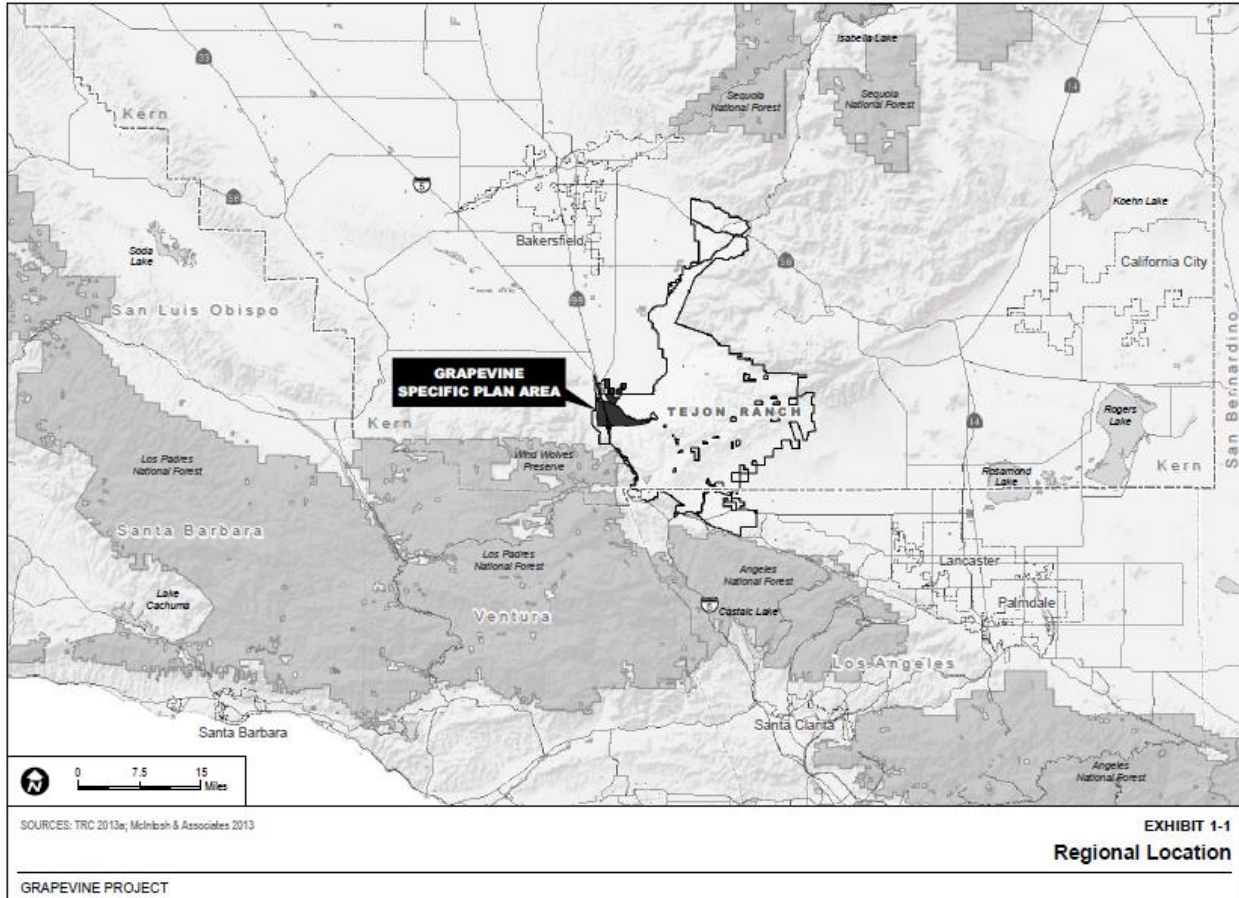 Isabella Lake
33
14
Sequoia
National Forest
Sequoia
National Forest
Kern
5
58
Koehn Lake
Soda
Lake
Bakersfield
58
California City
San Luis Obispo
99
San Bernardino
GRAPEVINE
SPECIFIC PLAN AREA
TEJON RANCH
Rogers
Lake
14
Kern
Los Padres
National Forest
Wind Wolves
Preserve
Rosamond
Lake
Kern
Santa Barbara
Los Padres
National Forest
Lancaster
Angeles
National Forest
Lake
Cachuma
Palmdale
5
Castaic Lake
Ventura
Los Angeles
Santa Barbara
Santa Clarita
Angeles
National Forest
N
0 7.5 15
Miles
SOURCES: TRC 2013a; McIntosh & Associates 2013
EXHIBIT 1-1
Regional Location
GRAPEVINE PROJECT